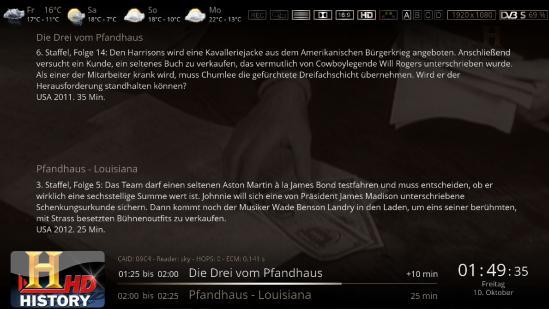 Fr 16°C
17°C - 11°C
Sa
18°C - 7°C
So
18°C - 10°C
Mo
22°C - 13°C
REC
16:9
HD
A B C D
1920 x 1080
DVB S 69 %
Die Drei vom Pfandhaus
6. Staffel, Folge 14: Den Harrisons wird eine Kavalleriejacke aus dem Amerikanischen Bürgerkrieg angeboten. Anschließend
versucht ein Kunde, ein seltenes Buch zu verkaufen, das vermutlich von Cowboylegende Will Rogers unterschrieben wurde.
Als einer der Mitarbeiter krank wird, muss Chumlee die gefürchtete Dreifachschicht übernehmen. Wird er der
Herausforderung standhalten können?
USA 2011. 35 Min.
Pfandhaus - Louisiana
3. Staffel, Folge 5: Das Team darf einen seltenen Aston Martin à la James Bond testfahren und muss entscheiden, ob er
wirklich eine sechsstellige Summe wert ist. Johnnie will sich eine von Präsident James Madison unterschriebene
Schenkungsurkunde sichern. Dann kommt noch der Musiker Wade Benson Landry in den Laden, um eins seiner berühmten,
mit Strass besetzten Bühnenoutfits zu verkaufen.
USA 2012. 25 Min.
CAID: 09C4 - Reader: sky - HOPS: 0 - ECM: 0.141 s
01:25 bis 02:00 Die Drei vom Pfandhaus +10 min
02:00 bis 02:25 Pfandhaus - Louisiana 25 min
H HD
HISTORY
01:49:35
Freitag
10. Oktober